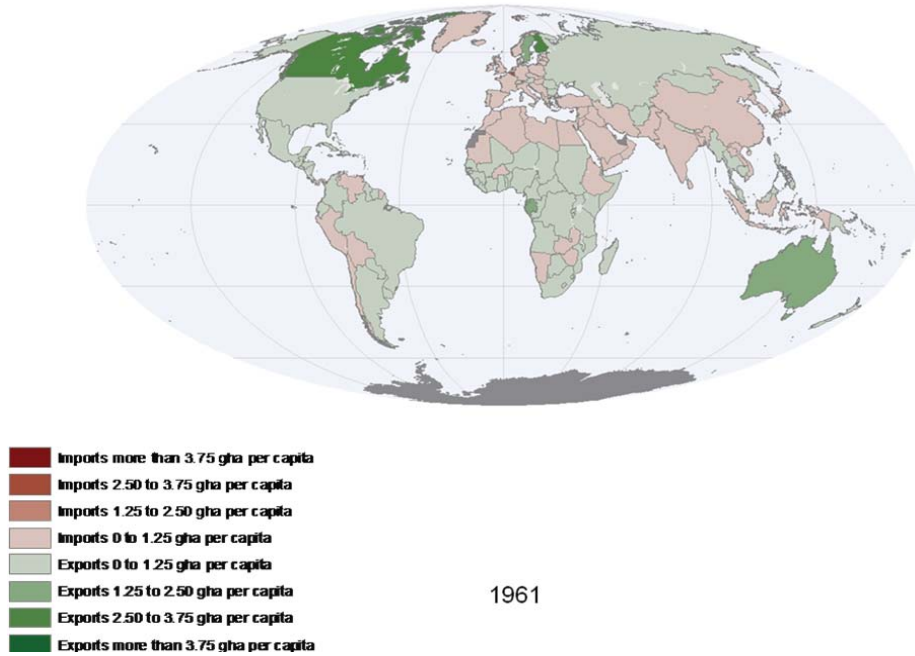 Imports more than 3.75 gha per capita
Imports 2.50 to 3.75 gha per capita
Imports 1.25 to 2.50 gha per capita
Imports 0 to 1.25 gha per capita
Exports 0 to 1.25 gha per capita
Exports 1.25 to 2.50 gha per capita
1961
Exports 2.50 to 3.75 gha per capita
Exports more than 3.75 gha per capita